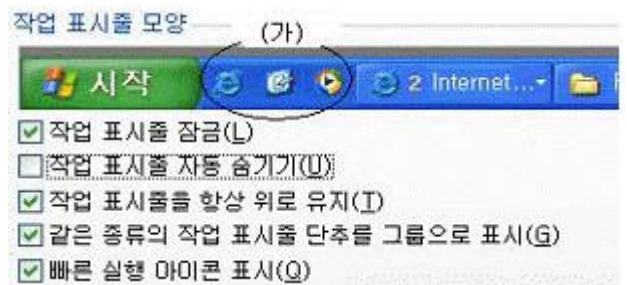 작업 표시줄 모양
(가)
시작 2 Internet...
작업 표시줄 잠금(L)
작업 표시줄 자동 숨기기(U)
작업 표시줄을 항상 위로 유지(T)
같은 종류의 작업 표시줄 단추를 그룹으로 표시(G)
빠른 실행 아이콘 표시(Q)